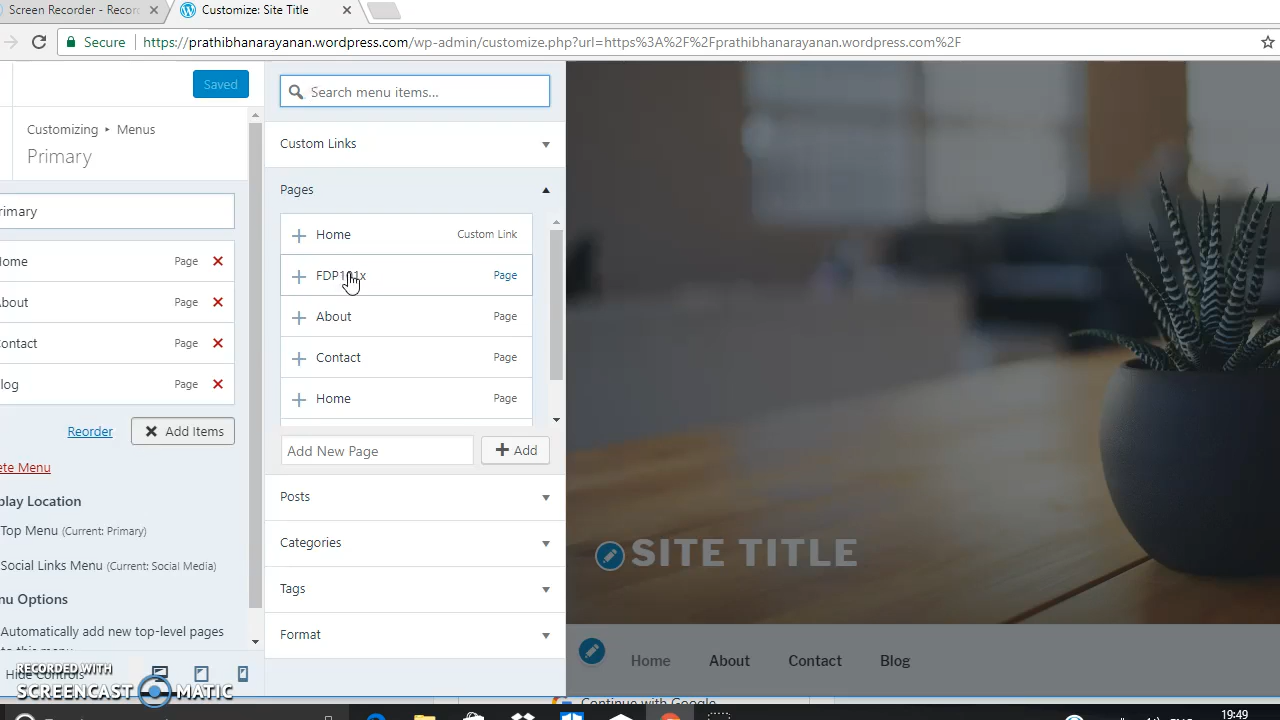 Screen Recorder - Recor
Customize: Site Title
Secure
https://prathibhanarayanan.wordpress.com/wp-admin/customize.php?url=https%3A%2F%2Fprathibhanarayanan.wordpress.com%2F
Saved
Search menu items...
Customizing ▸ Menus
Primary
Custom Links
Pages
rimary
Home Custom Link
ome Page
FDP101x Page
bout Page
About Page
ontact Page
Contact Page
log Page
Home Page
Reorder
Add Items
Add New Page
Add
ete Menu
Posts
play Location
Top Menu (Current: Primary)
Categories
Social Links Menu (Current: Social Media)
Tags
nu Options
Automatically add new top-level pages
Format
SITE TITLE
Home About Contact Blog
Hide Controls
RECORDED WITH
SCREENCAST MATIC
Continue with Google
19:49